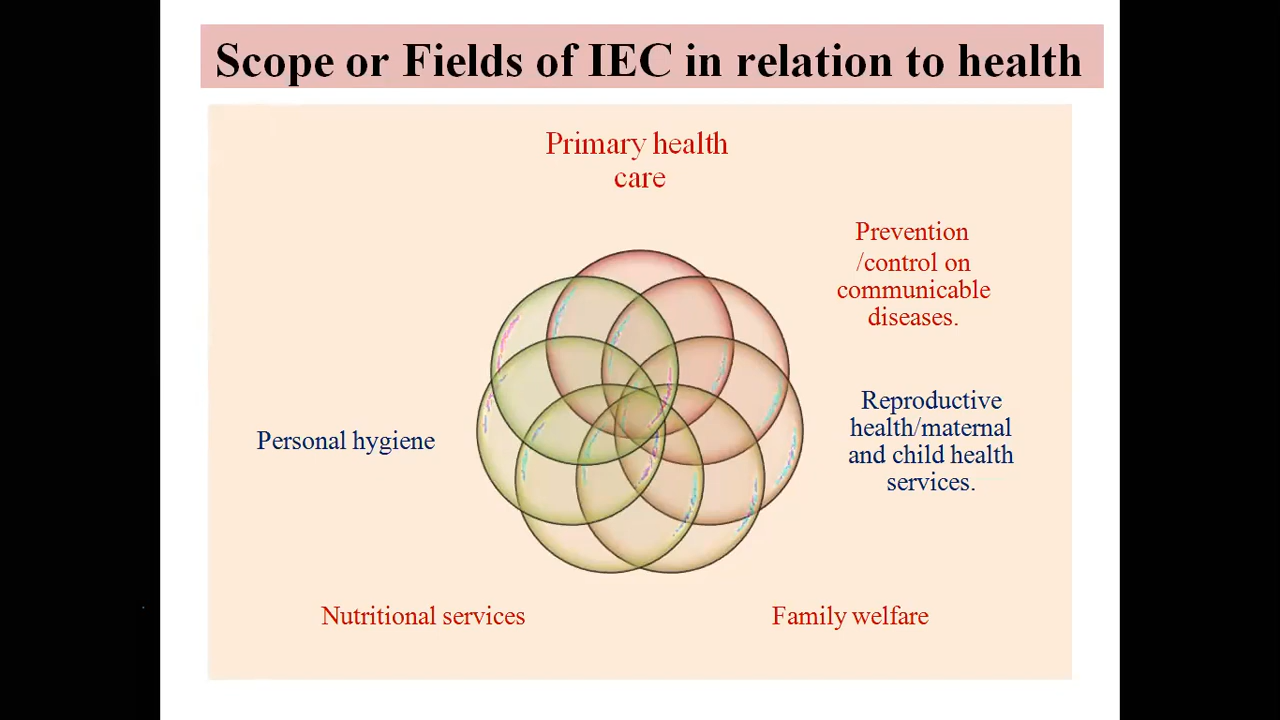 Scope or Fields of IEC in relation to health
Primary health
care
Prevention
/control on
communicable
diseases.
Reproductive
health/maternal
and child health
services.
Personal hygiene
Nutritional services
Family welfare